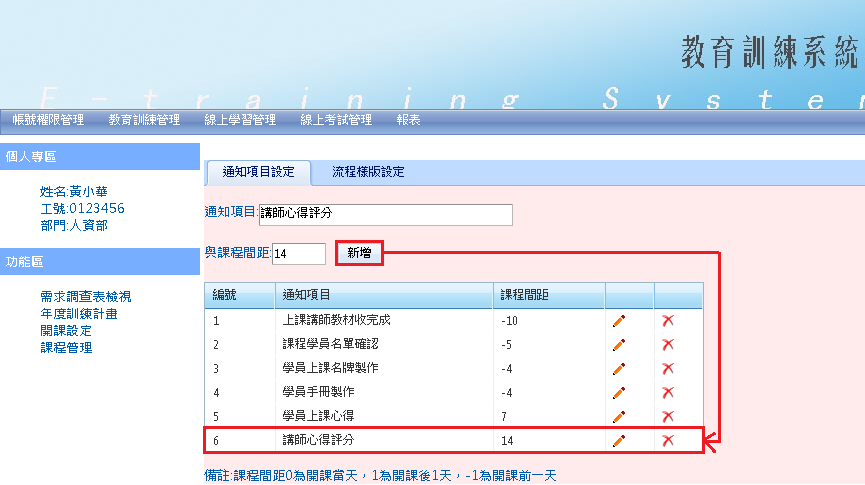 教育訓練系統
E-training System
帳號權限管理 教育訓練管理 線上學習管理 線上考試管理 報表
個人專區
姓名:黃小華
工號:0123456
部門:人資部
功能區
需求調查表檢視
年度訓練計畫
開課設定
課程管理
通知項目設定 流程樣版設定
通知項目:講師心得評分
與課程間距:14 新增
編號 通知項目 課程間距
1 上課講師教材收完成 -10
2 課程學員名單確認 -5
3 學員上課名牌製作 -4
4 學員手冊製作 -4
5 學員上課心得 7
6 講師心得評分 14
備註:課程間距0為開課當天，1為開課後1天，-1為開課前一天